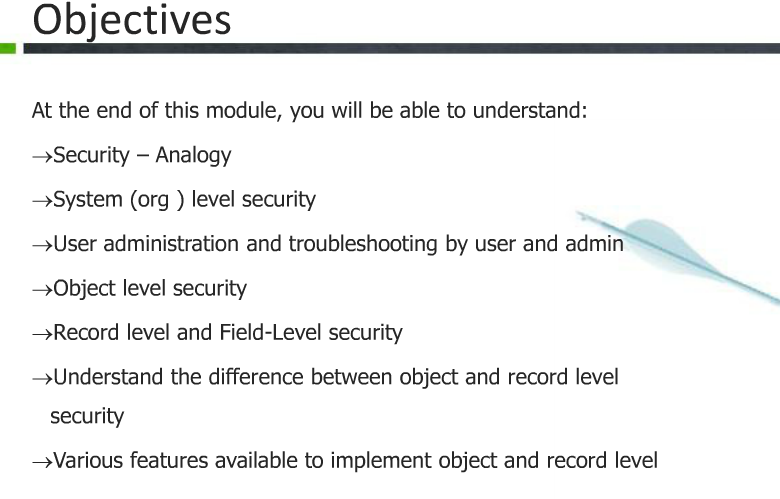 Objectives
At the end of this module, you will be able to understand:
→Security – Analogy
→System (org ) level security
→User administration and troubleshooting by user and admin
→Object level security
→Record level and Field-Level security
→Understand the difference between object and record level
security
→Various features available to implement object and record level